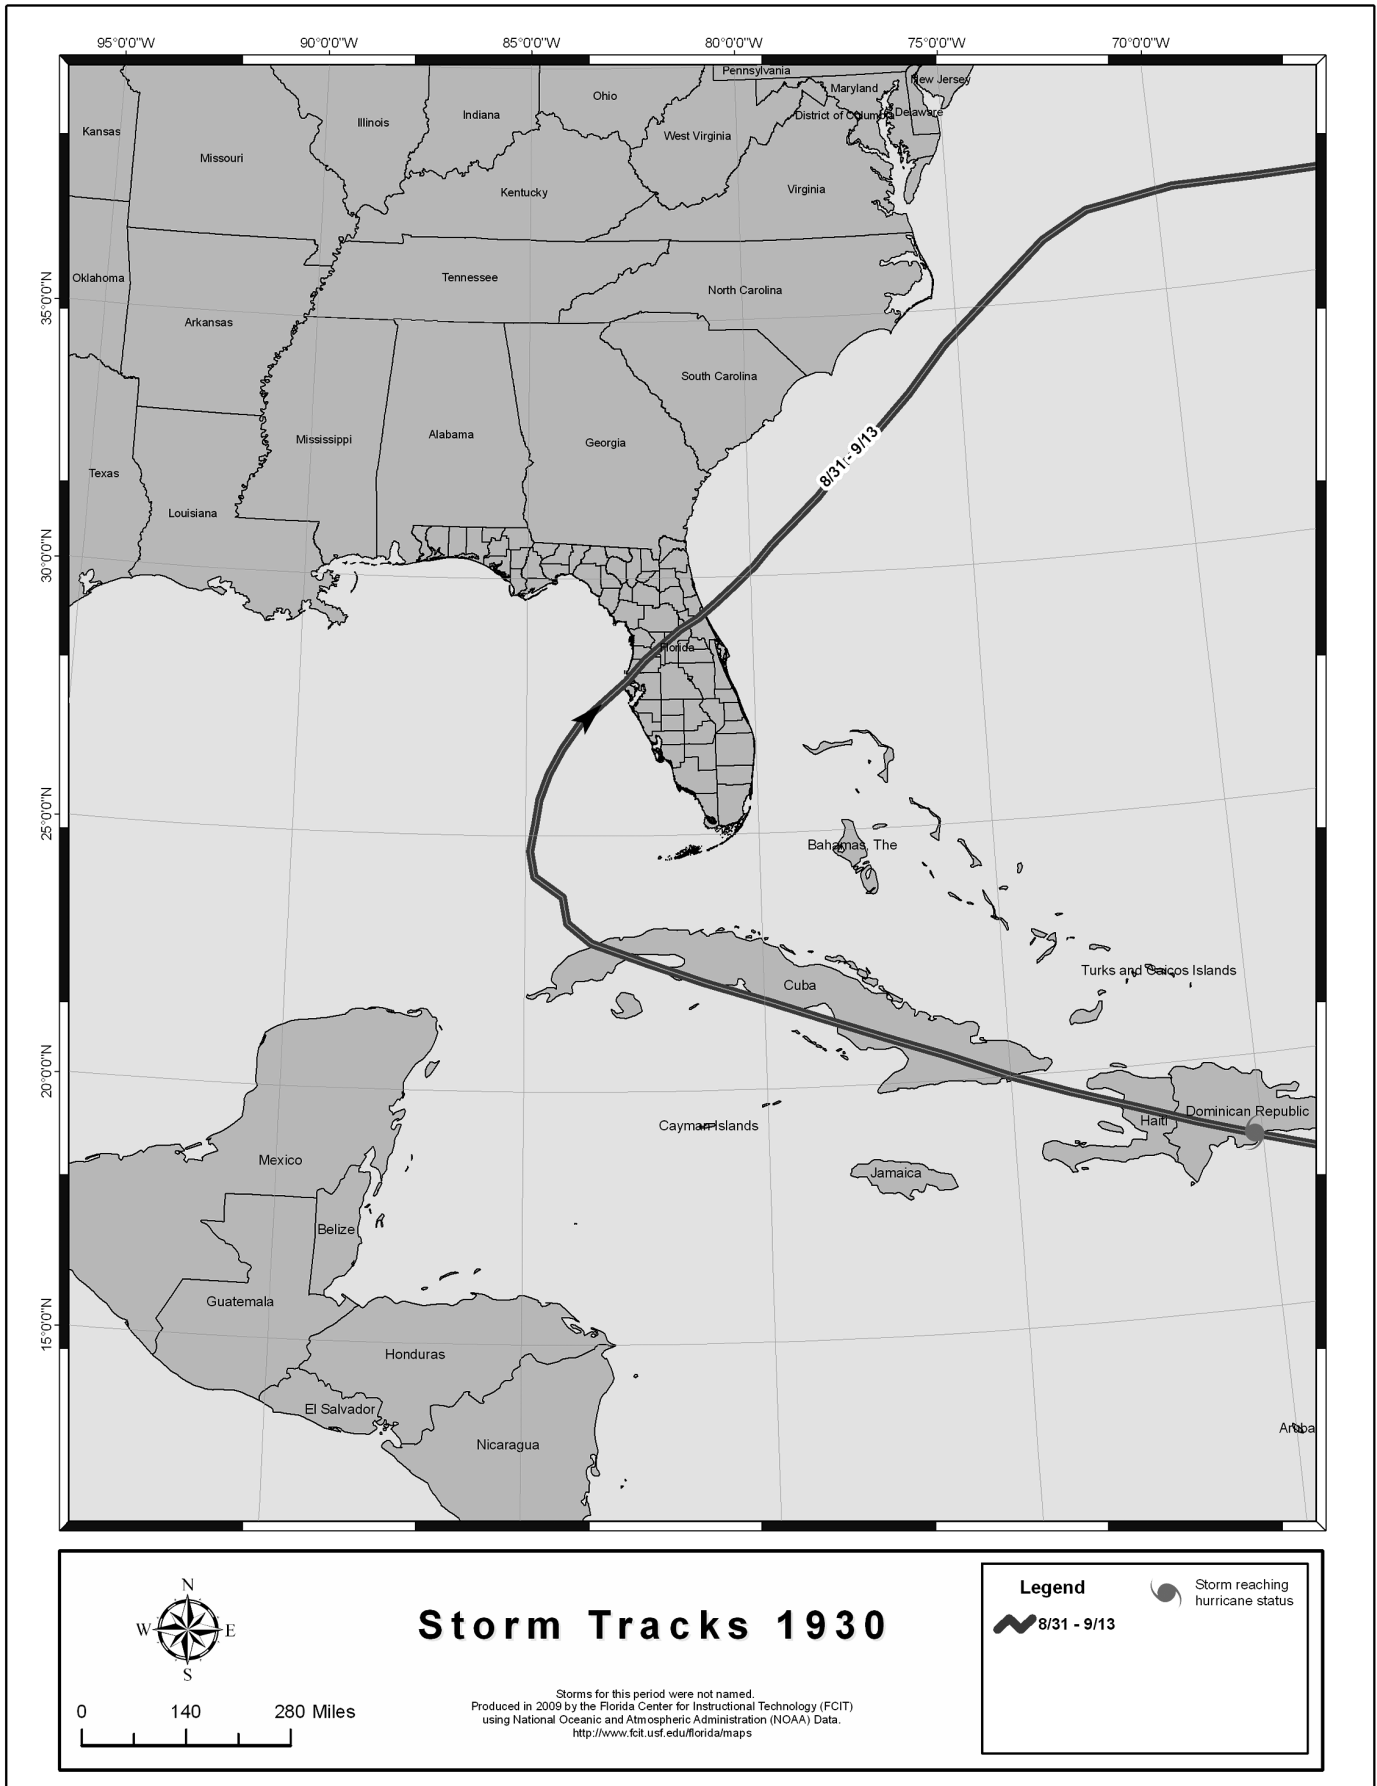 95°0'0"W 90°0'0"W 85°0'0"W 80°0'0"W 75°0'0"W 70°0'0"W
Pennsylvania
New Jersey
Maryland
Ohio
Delaware
District of Columbia
Indiana
Illinois
Kansas
West Virginia
Missouri
Virginia
Kentucky
Oklahoma
Tennessee
North Carolina
35°0'0"N
Arkansas
South Carolina
Alabama
Mississippi
Georgia
8/31 - 9/13
Texas
Louisiana
30°0'0"N
Florida
25°0'0"N
Bahamas, The
Turks and Caicos Islands
Cuba
20°0'0"N
Dominican Republic
Haiti
Cayman Islands
Mexico
Jamaica
Belize
Guatemala
15°0'0"N
Honduras
El Salvador
Aruba
Nicaragua
N
W E
S
0 140 280 Miles
Storm Tracks 1930
Storms for this period were not named.
Produced in 2009 by the Florida Center for Instructional Technology (FCIT)
using National Oceanic and Atmospheric Administration (NOAA) Data.
http://www.fcit.usf.edu/florida/maps
Legend
8/31 - 9/13
Storm reaching
hurricane status